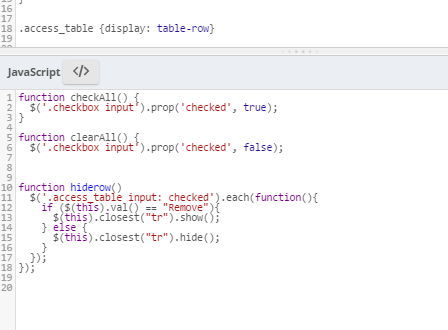 15 }
16
17
18 .access_table {display: table-row}
19
20
JavaScript </>
1 function checkAll() {
2 $('.checkbox input').prop('checked', true);
3 }
4
5 function clearAll() {
6 $('.checkbox input').prop('checked', false);
7
8
9
10 function hiderow()
11 $('.access_table input: checked').each(function(){
12 if ($(this).val() == "Remove"){
13 $(this).closest("tr").show();
14 } else {
15 $(this).closest("tr").hide();
16 }
17 });
18 });
19
20